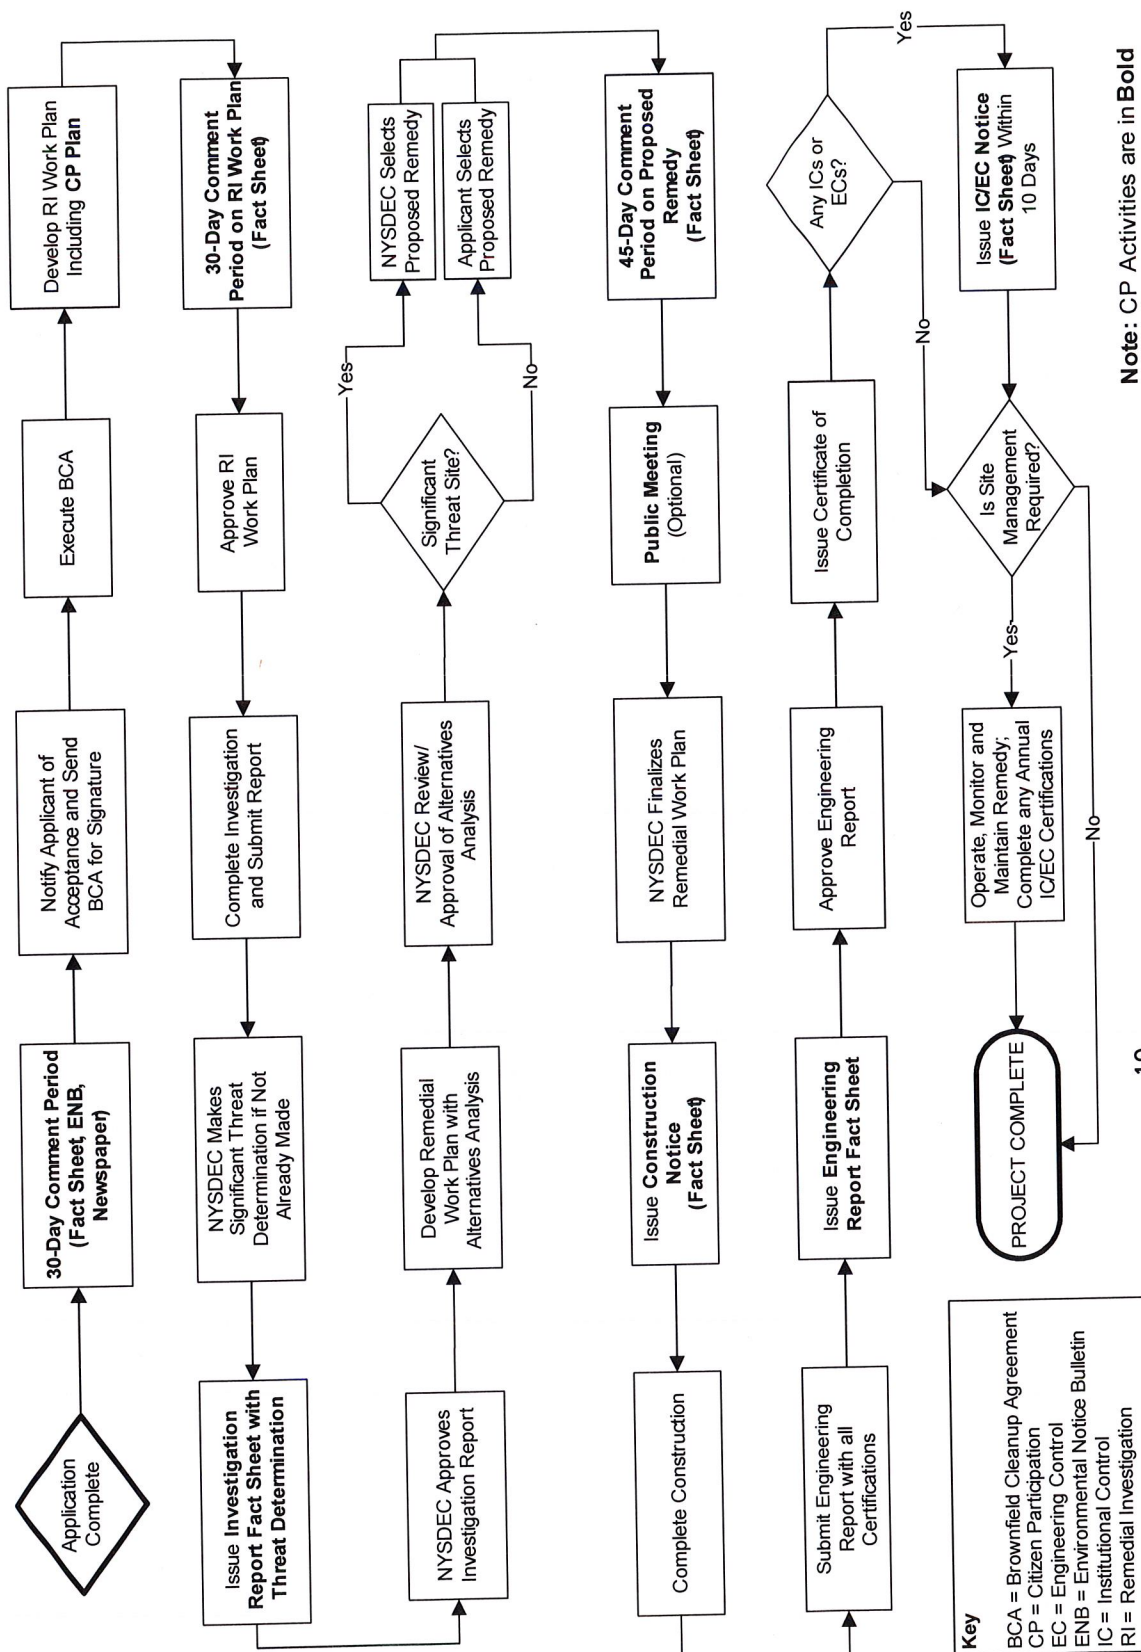 Application
Complete
30-Day Comment Period
(Fact Sheet, ENB,
Newspaper)
Notify Applicant of
Acceptance and Send
BCA for Signature
Execute BCA
Develop RI Work Plan
Including CP Plan
30-Day Comment
Period on RI Work Plan
(Fact Sheet)
Approve RI
Work Plan
Complete Investigation
and Submit Report
NYSDEC Makes
Significant Threat
Determination if Not
Already Made
Issue Investigation
Report Fact Sheet with
Threat Determination
NYSDEC Approves
Investigation Report
Develop Remedial
Work Plan with
Alternatives Analysis
NYSDEC Review/
Approval of Alternatives
Analysis
Significant
Threat Site?
Yes
No
NYSDEC Selects
Proposed Remedy
Applicant Selects
Proposed Remedy
45-Day Comment
Period on Proposed
Remedy
(Fact Sheet)
Public Meeting
(Optional)
NYSDEC Finalizes
Remedial Work Plan
Issue Construction
Notice
(Fact Sheet)
Complete Construction
Submit Engineering
Report with all
Certifications
Issue Engineering
Report Fact Sheet
Approve Engineering
Report
Issue Certificate of
Completion
Any ICs or
ECs?
Yes
No
Issue IC/EC Notice
(Fact Sheet) Within
10 Days
Is Site
Management
Required?
Yes
No
Operate, Monitor and
Maintain Remedy;
Complete any Annual
IC/EC Certifications
PROJECT COMPLETE
Key
BCA = Brownfield Cleanup Agreement
CP = Citizen Participation
EC = Engineering Control
ENB = Environmental Notice Bulletin
IC = Institutional Control
RI = Remedial Investigation
Note: CP Activities are in Bold